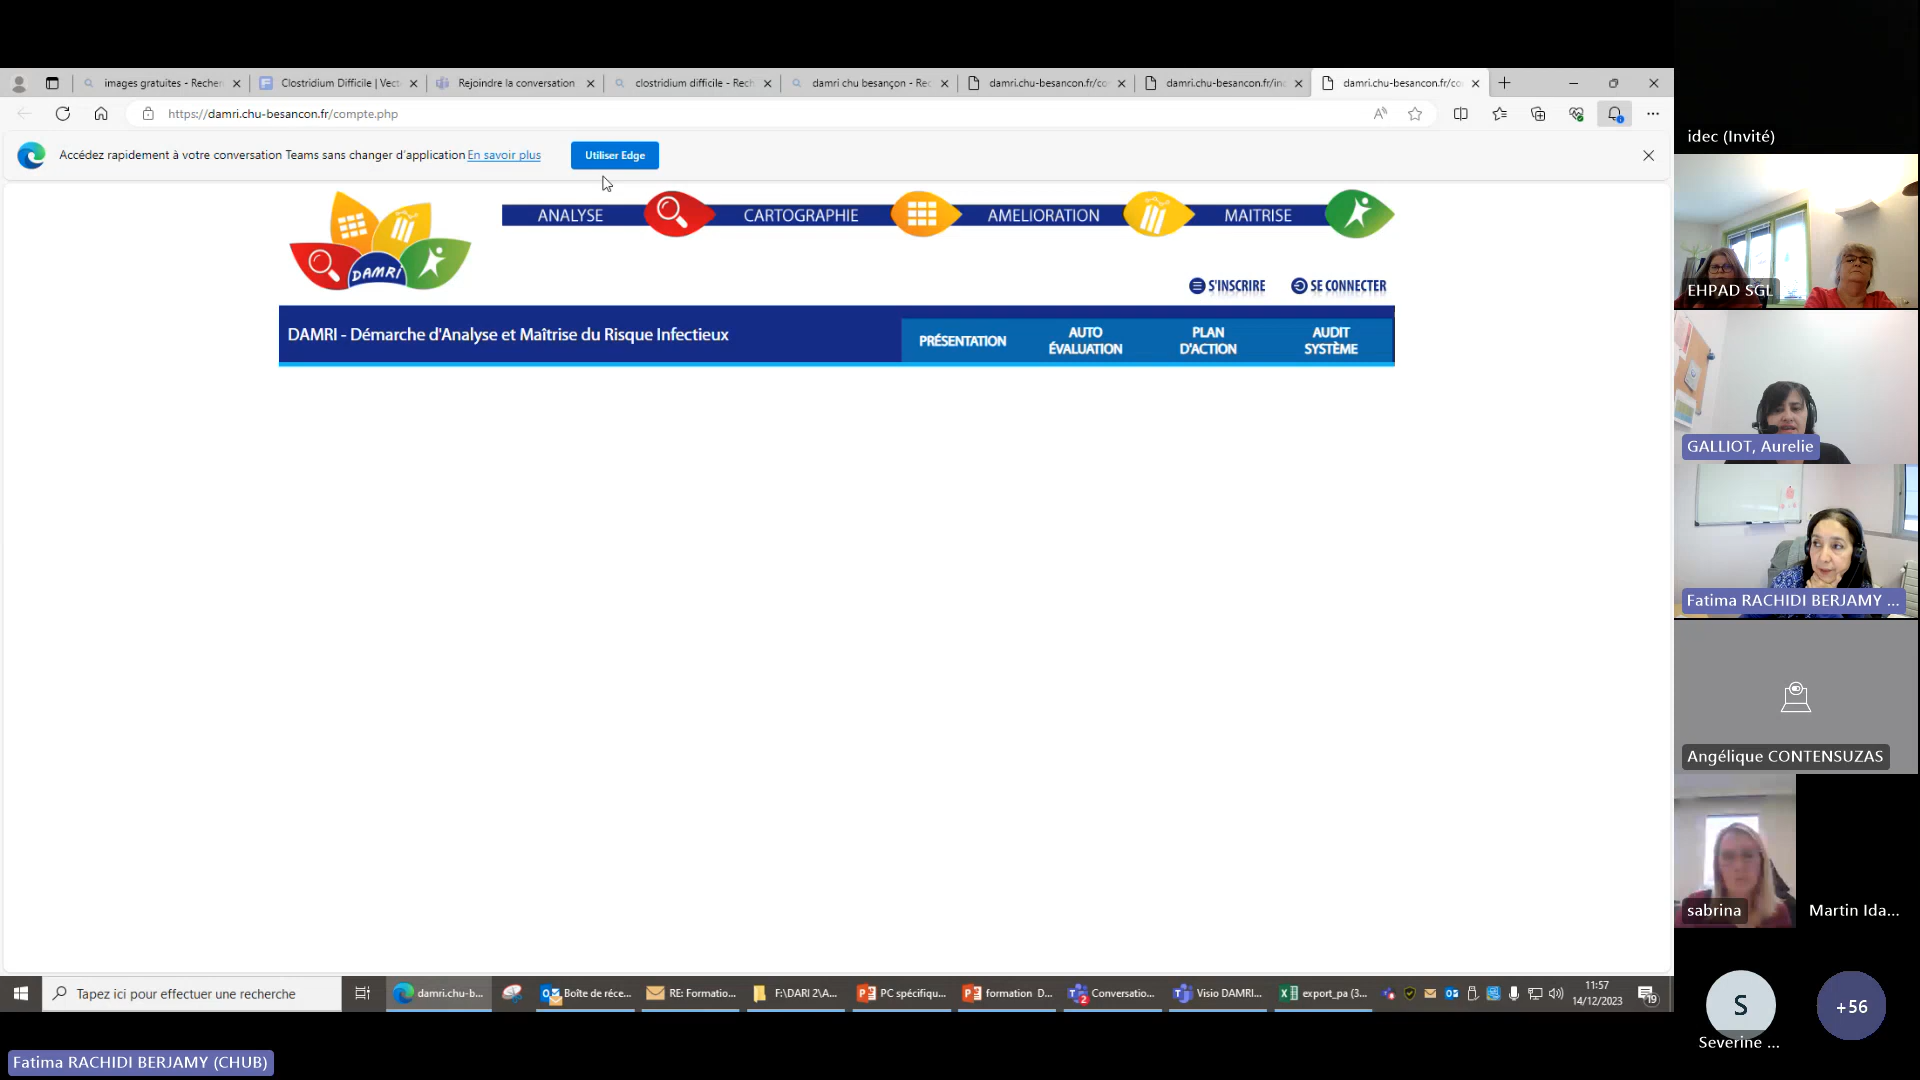 images gratuites - Recher
Clostridium Difficile | Vect
Rejoindre la conversation
clostridium difficile - Rech
damri chu besançon - Rec
damri.chu-besancon.fr/co
damri.chu-besancon.fr/ind
damri.chu-besancon.fr/co
https://damri.chu-besancon.fr/compte.php
Accédez rapidement à votre conversation Teams sans changer d'application En savoir plus
Utiliser Edge
ANALYSE
CARTOGRAPHIE
AMELIORATION
MAITRISE
DAMRI
S'INSCRIRE
SE CONNECTER
DAMRI - Démarche d'Analyse et Maîtrise du Risque Infectieux
PRÉSENTATION
AUTO
ÉVALUATION
PLAN
D'ACTION
AUDIT
SYSTÈME
idec (Invité)
EHPAD SGL
GALLIOT, Aurelie
Fatima RACHIDI BERJAMY ...
Angélique CONTENSUZAS
sabrina
Martin Ida...
S
Severine ...
+56
Tapez ici pour effectuer une recherche
damri.chu-b...
Boîte de réce...
RE: Formatio...
F:\DARI 2\A...
PC spécifiqu...
formation D...
2
Conversatio...
Visio DAMRI...
export_pa (3...
11:57
14/12/2023
19
Fatima RACHIDI BERJAMY (CHUB)